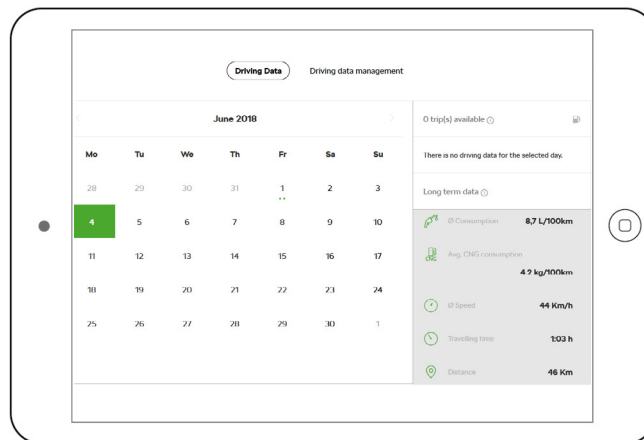 Driving Data Driving data management
June 2018
Mo Tu We Th Fr Sa Su
28 29 30 31 1 2 3
4 5 6 7 8 9 10
11 12 13 14 15 16 17
18 19 20 21 22 23 24
25 26 27 28 29 30 1
0 trip(s) available
There is no driving data for the selected day.
Long term data
Ø Consumption 8,7 L/100km
Avg. CNG consumption
4.2 kg/100km
Ø Speed 44 Km/h
Travelling time 1:03 h
Distance 46 Km